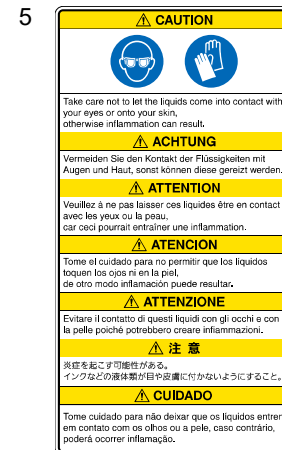 5
CAUTION
Take care not to let the liquids come into contact with
your eyes or onto your skin,
otherwise inflammation can result.
ACHTUNG
Vermeiden Sie den Kontakt der Flüssigkeiten mit
Augen und Haut, sonst können diese gereizt werden.
ATTENTION
Veuillez à ne pas laisser ces liquides être en contact
avec les yeux ou la peau,
car ceci pourrait entraîner une inflammation.
ATENCION
Tome el cuidado para no permitir que los liquidos
toquen los ojos ni en la piel,
de otro modo inflamación puede resultar.
ATTENZIONE
Evitare il contatto di questi liquidi con gli occhi e con
la pelle poiché potrebbero creare infiammazioni.
注 意
炎症を起こす可能性がある。
インクなどの液体類が目や皮膚に付かないようにすること。
CUIDADO
Tome cuidado para não deixar que os líquidos entrem
em contato com os olhos ou a pele, caso contrário,
poderá ocorrer inflamação.